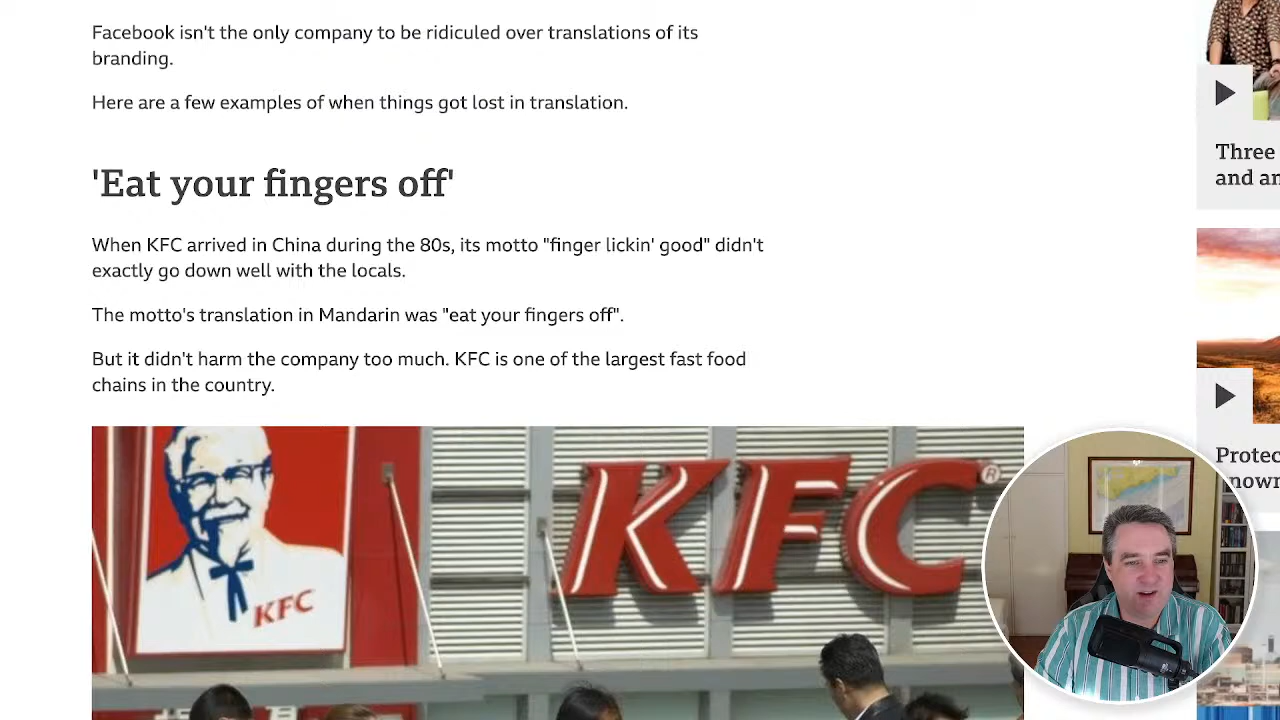 Facebook isn't the only company to be ridiculed over translations of its
branding.
Here are a few examples of when things got lost in translation.
'Eat your fingers off'
When KFC arrived in China during the 80s, its motto "finger lickin' good" didn't
exactly go down well with the locals.
The motto's translation in Mandarin was "eat your fingers off".
But it didn't harm the company too much. KFC is one of the largest fast food
chains in the country.
KFC®
KFC
Three
and an
Protec